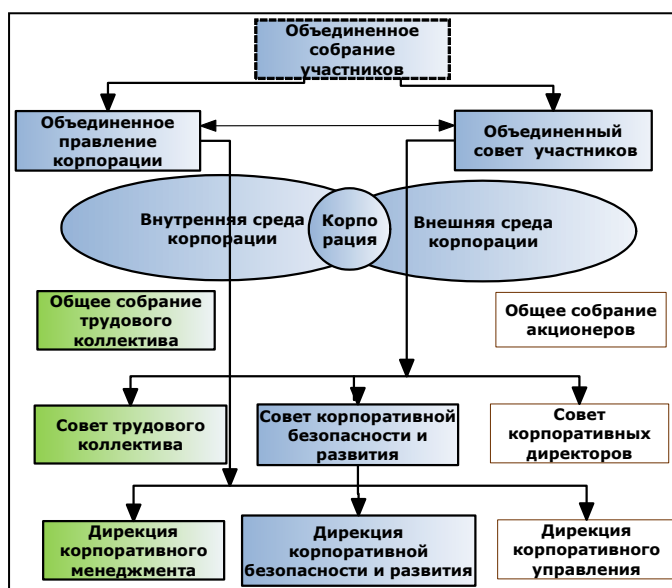 Объединенное
собрание
участников
Объединенное
правление
корпорации
Объединенный
совет участников
Внутренняя среда
корпорации
Корпо
рация
Внешняя среда
корпорации
Общее собрание
трудового
коллектива
Общее собрание
акционеров
Совет трудового
коллектива
Совет корпоративной
безопасности и
развития
Совет
корпоративных
директоров
Дирекция
корпоративного
менеджмента
Дирекция
корпоративной
безопасности и развития
Дирекция
корпоративного
управления